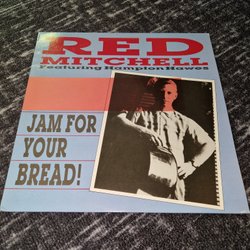 RED
MITCHELL
Featuring Hampton Hawes
JAM FOR
YOUR
BREAD!